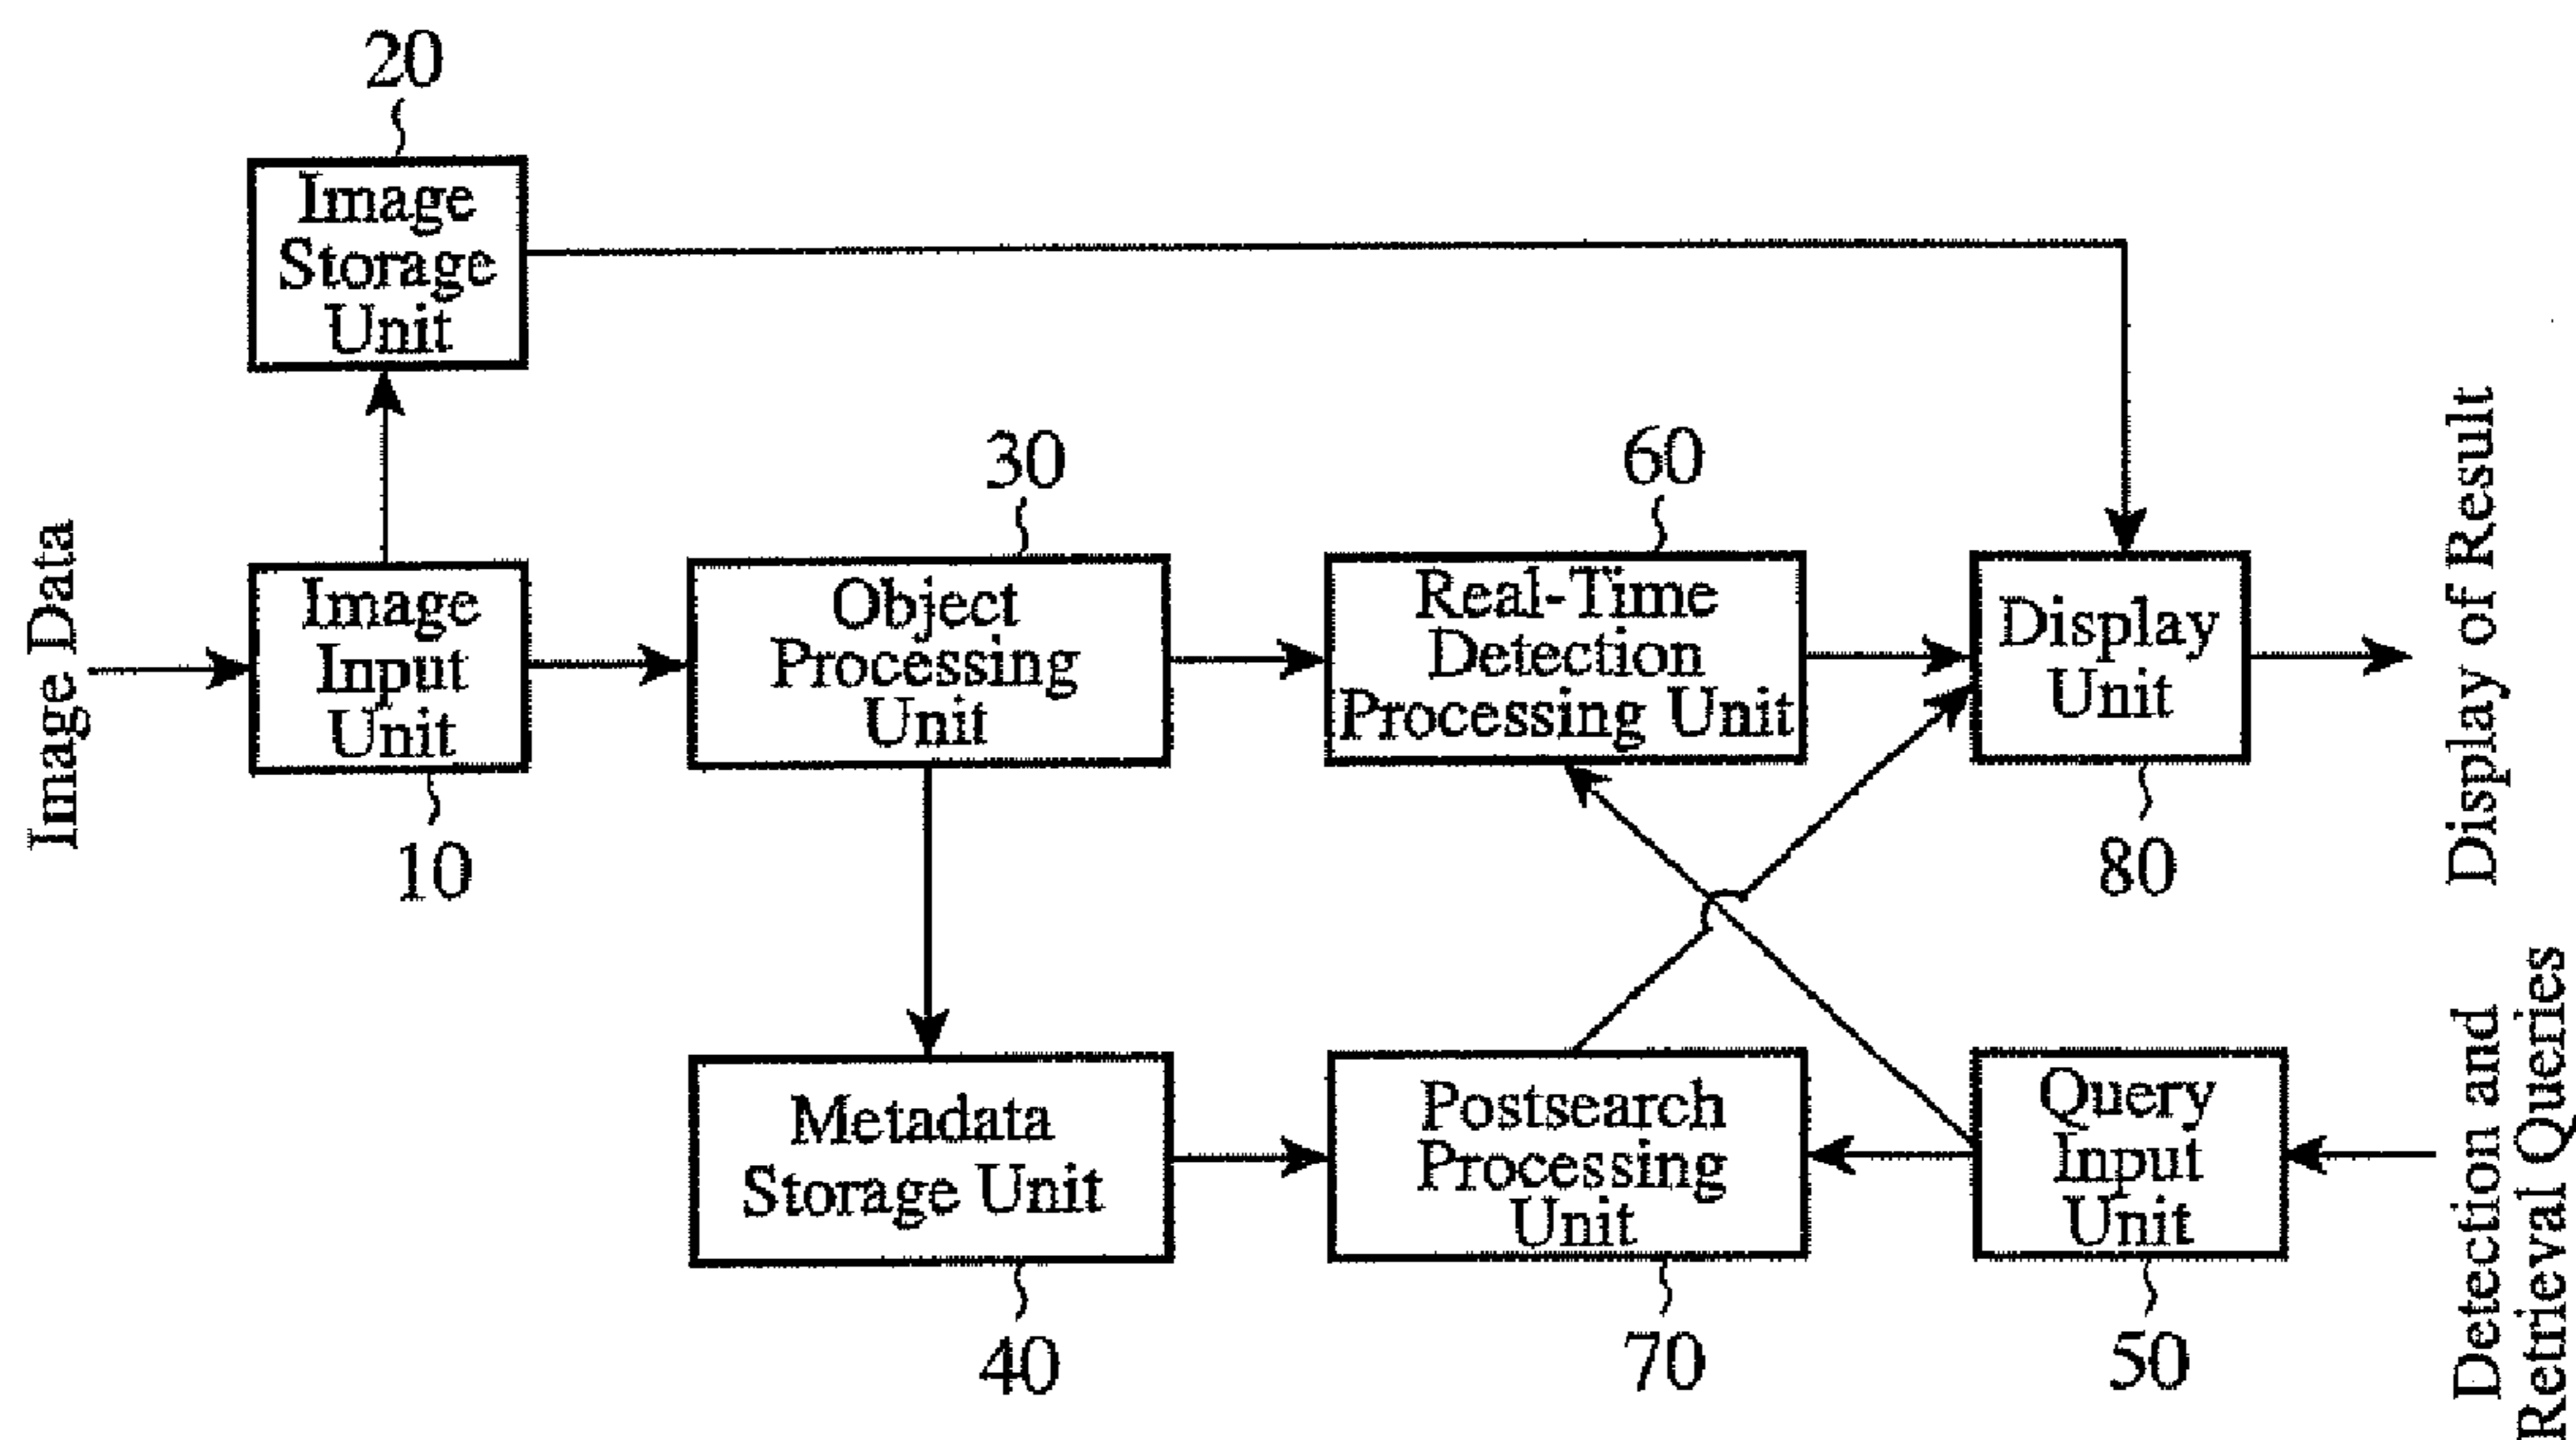 20
Image
Storage
Unit
Image Data
Image
Input
Unit
10
30
Object
Processing
Unit
60
Real-Time
Detection
Processing Unit
Display
Unit
80
Display of Result
Metadata
Storage Unit
40
Postsearch
Processing
Unit
70
Query
Input
Unit
50
Detection and
Retrieval Queries